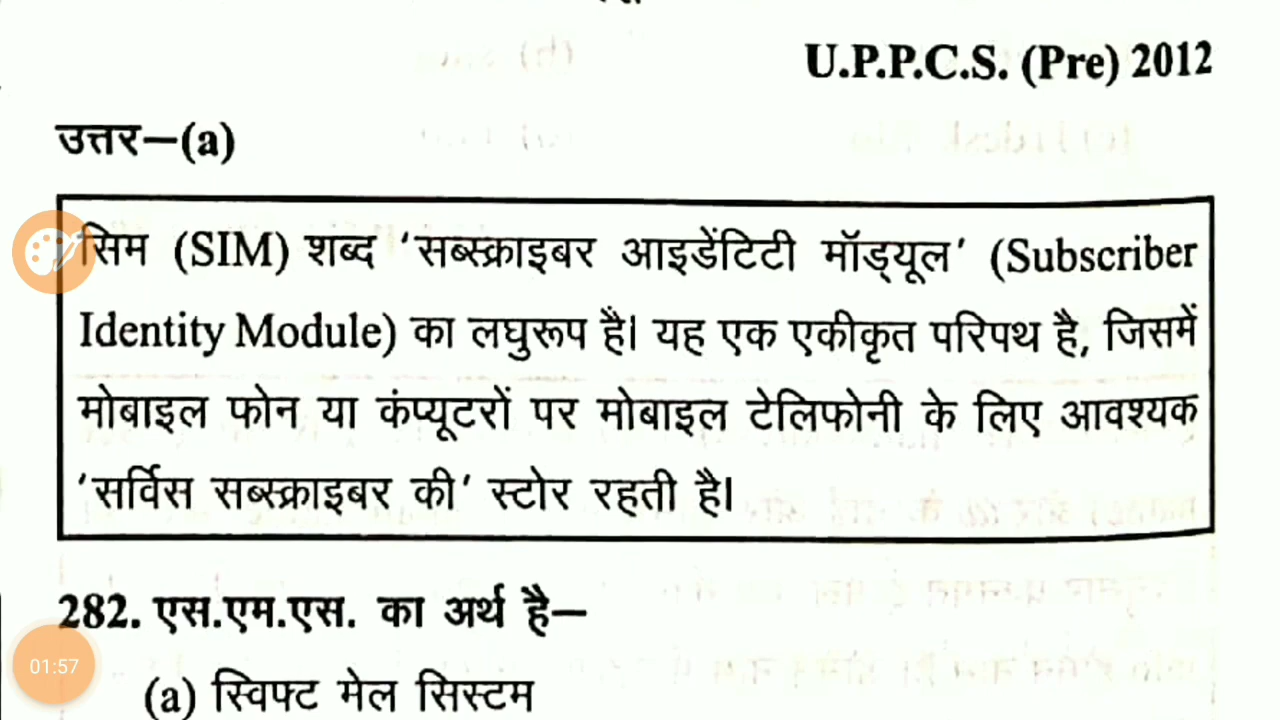 U.P.P.C.S. (Pre) 2012
उत्तर–(a)
सिम (SIM) शब्द ‘सब्स्क्राइबर आइडेंटिटी मॉड्यूल’ (Subscriber
Identity Module) का लघुरूप है। यह एक एकीकृत परिपथ है, जिसमें
मोबाइल फोन या कंप्यूटरों पर मोबाइल टेलिफोनी के लिए आवश्यक
‘सर्विस सब्स्क्राइबर की’ स्टोर रहती है।
282. एस.एम.एस. का अर्थ है–
01:57
(a) स्विफ्ट मेल सिस्टम